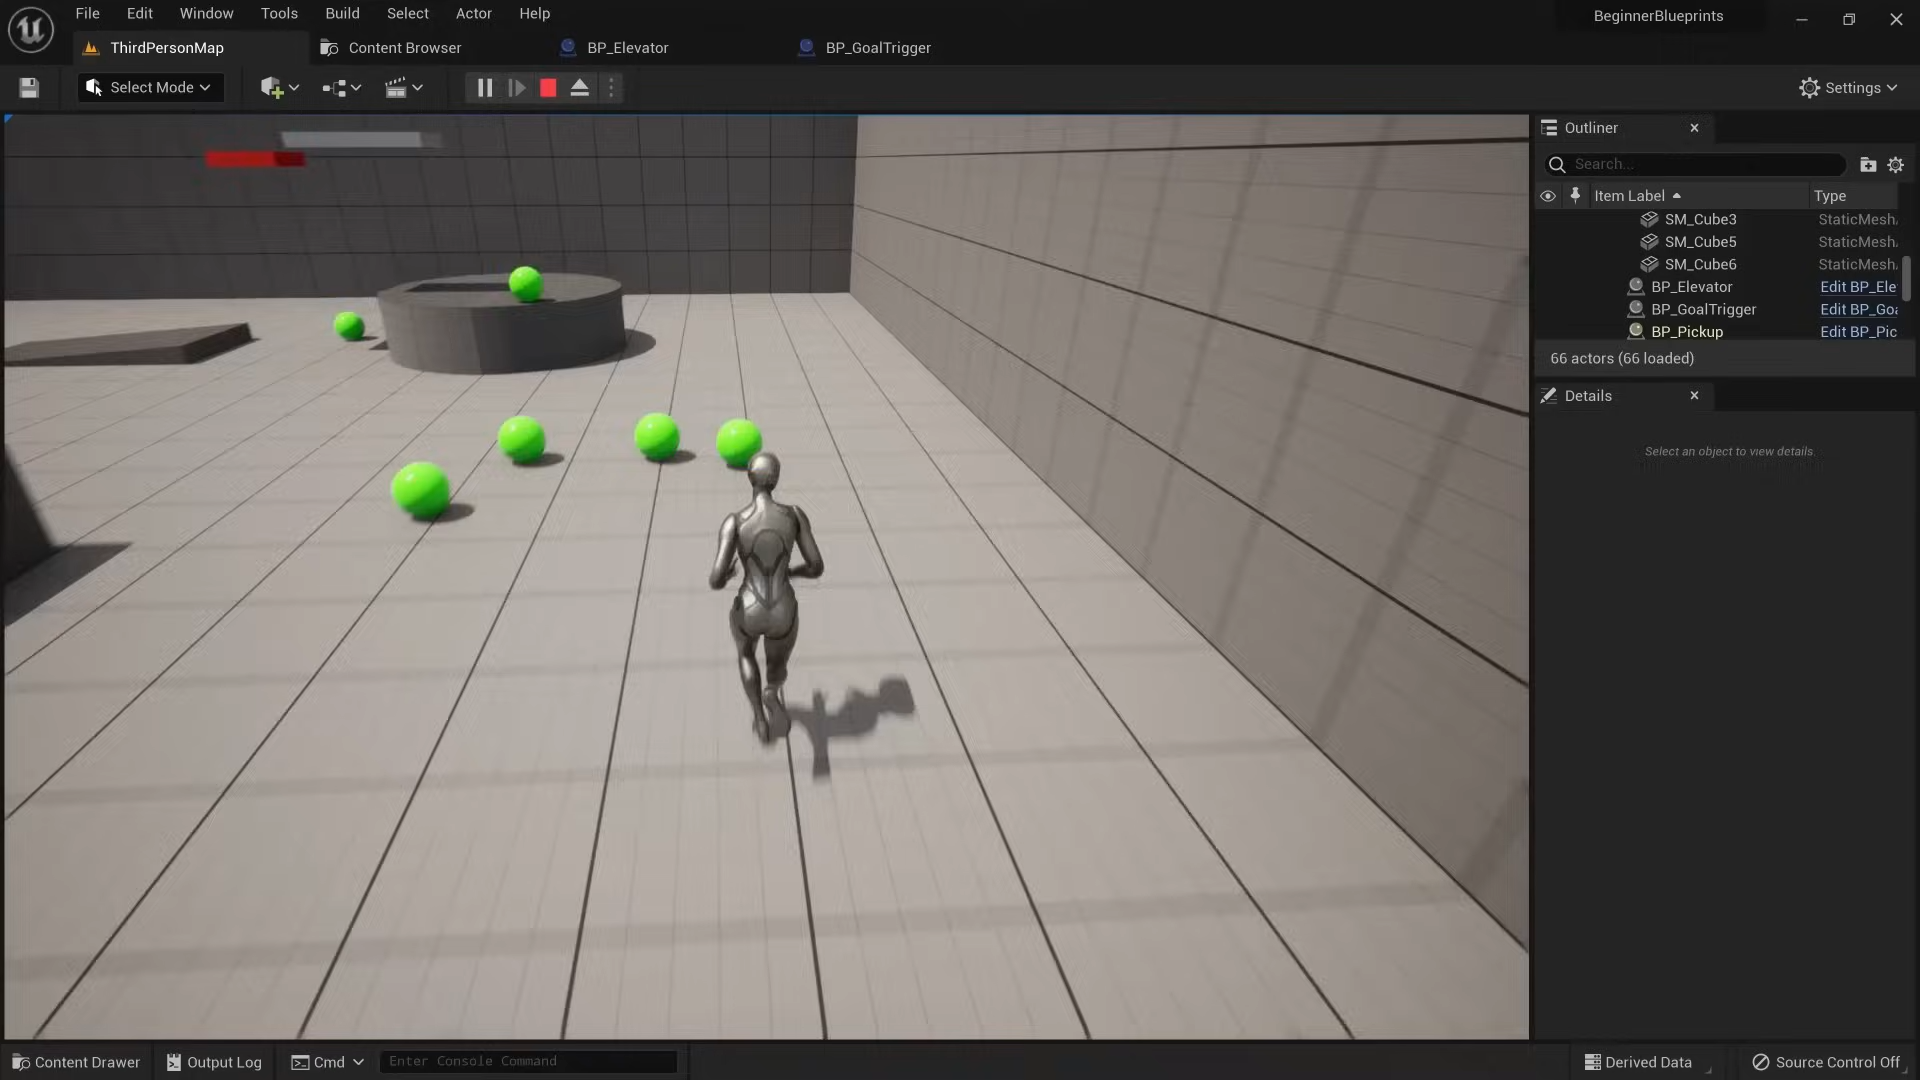 File Edit Window Tools Build Select Actor Help
BeginnerBlueprints
ThirdPersonMap Content Browser BP_Elevator BP_GoalTrigger
Select Mode
Settings
Outliner
Search...
Item Label Type
SM_Cube3 StaticMesh
SM_Cube5 StaticMesh
SM_Cube6 StaticMesh
BP_Elevator Edit BP_Ele
BP_GoalTrigger Edit BP_Goa
BP_Pickup Edit BP_Pic
66 actors (66 loaded)
Details
Select an object to view details.
Content Drawer Output Log Cmd Enter Console Command Derived Data Source Control Off